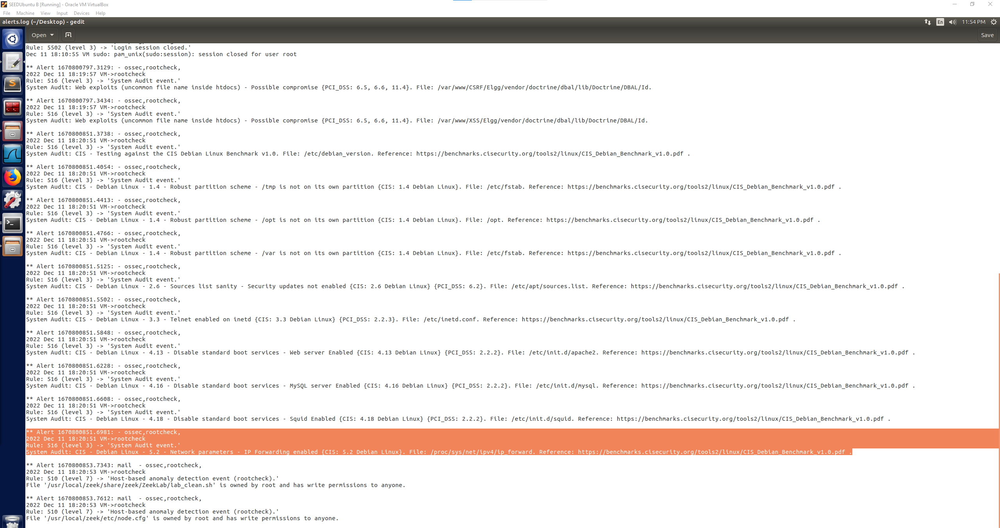 SEEDUbuntu B [Running] - Oracle VM VirtualBox
File Machine View Input Devices Help
alerts.log (~/Desktop) - gedit
En 11:54 PM
Open
Save
Rule: 5502 (level 3) -> 'Login session closed.'
Dec 11 18:10:55 VM sudo: pam_unix(sudo:session): session closed for user root
** Alert 1670800797.3129: - ossec,rootcheck,
2022 Dec 11 18:19:57 VM->rootcheck
Rule: 516 (level 3) -> 'System Audit event.'
System Audit: Web exploits (uncommon file name inside htdocs) - Possible compromise {PCI_DSS: 6.5, 6.6, 11.4}. File: /var/www/CSRF/Elgg/vendor/doctrine/dbal/lib/Doctrine/DBAL/Id.
** Alert 1670800797.3434: - ossec,rootcheck,
2022 Dec 11 18:19:57 VM->rootcheck
Rule: 516 (level 3) -> 'System Audit event.'
System Audit: Web exploits (uncommon file name inside htdocs) - Possible compromise {PCI_DSS: 6.5, 6.6, 11.4}. File: /var/www/XSS/Elgg/vendor/doctrine/dbal/lib/Doctrine/DBAL/Id.
** Alert 1670800851.3738: - ossec,rootcheck,
2022 Dec 11 18:20:51 VM->rootcheck
Rule: 516 (level 3) -> 'System Audit event.'
System Audit: CIS - Testing against the CIS Debian Linux Benchmark v1.0. File: /etc/debian_version. Reference: https://benchmarks.cisecurity.org/tools2/linux/CIS_Debian_Benchmark_v1.0.pdf .
** Alert 1670800851.4054: - ossec,rootcheck,
2022 Dec 11 18:20:51 VM->rootcheck
Rule: 516 (level 3) -> 'System Audit event.'
System Audit: CIS - Debian Linux - 1.4 - Robust partition scheme - /tmp is not on its own partition {CIS: 1.4 Debian Linux}. File: /etc/fstab. Reference: https://benchmarks.cisecurity.org/tools2/linux/CIS_Debian_Benchmark_v1.0.pdf .
** Alert 1670800851.4413: - ossec,rootcheck,
2022 Dec 11 18:20:51 VM->rootcheck
Rule: 516 (level 3) -> 'System Audit event.'
System Audit: CIS - Debian Linux - 1.4 - Robust partition scheme - /opt is not on its own partition {CIS: 1.4 Debian Linux}. File: /opt. Reference: https://benchmarks.cisecurity.org/tools2/linux/CIS_Debian_Benchmark_v1.0.pdf .
** Alert 1670800851.4766: - ossec,rootcheck,
2022 Dec 11 18:20:51 VM->rootcheck
Rule: 516 (level 3) -> 'System Audit event.'
System Audit: CIS - Debian Linux - 1.4 - Robust partition scheme - /var is not on its own partition {CIS: 1.4 Debian Linux}. File: /etc/fstab. Reference: https://benchmarks.cisecurity.org/tools2/linux/CIS_Debian_Benchmark_v1.0.pdf .
** Alert 1670800851.5125: - ossec,rootcheck,
2022 Dec 11 18:20:51 VM->rootcheck
Rule: 516 (level 3) -> 'System Audit event.'
System Audit: CIS - Debian Linux - 2.6 - Sources list sanity - Security updates not enabled {CIS: 2.6 Debian Linux} {PCI_DSS: 6.2}. File: /etc/apt/sources.list. Reference: https://benchmarks.cisecurity.org/tools2/linux/CIS_Debian_Benchmark_v1.0.pdf .
** Alert 1670800851.5502: - ossec,rootcheck,
2022 Dec 11 18:20:51 VM->rootcheck
Rule: 516 (level 3) -> 'System Audit event.'
System Audit: CIS - Debian Linux - 3.3 - Telnet enabled on inetd {CIS: 3.3 Debian Linux} {PCI_DSS: 2.2.3}. File: /etc/inetd.conf. Reference: https://benchmarks.cisecurity.org/tools2/linux/CIS_Debian_Benchmark_v1.0.pdf .
** Alert 1670800851.5848: - ossec,rootcheck,
2022 Dec 11 18:20:51 VM->rootcheck
Rule: 516 (level 3) -> 'System Audit event.'
System Audit: CIS - Debian Linux - 4.13 - Disable standard boot services - Web server Enabled {CIS: 4.13 Debian Linux} {PCI_DSS: 2.2.2}. File: /etc/init.d/apache2. Reference: https://benchmarks.cisecurity.org/tools2/linux/CIS_Debian_Benchmark_v1.0.pdf .
** Alert 1670800851.6228: - ossec,rootcheck,
2022 Dec 11 18:20:51 VM->rootcheck
Rule: 516 (level 3) -> 'System Audit event.'
System Audit: CIS - Debian Linux - 4.16 - Disable standard boot services - MySQL server Enabled {CIS: 4.16 Debian Linux} {PCI_DSS: 2.2.2}. File: /etc/init.d/mysql. Reference: https://benchmarks.cisecurity.org/tools2/linux/CIS_Debian_Benchmark_v1.0.pdf .
** Alert 1670800851.6608: - ossec,rootcheck,
2022 Dec 11 18:20:51 VM->rootcheck
Rule: 516 (level 3) -> 'System Audit event.'
System Audit: CIS - Debian Linux - 4.18 - Disable standard boot services - Squid Enabled {CIS: 4.18 Debian Linux} {PCI_DSS: 2.2.2}. File: /etc/init.d/squid. Reference: https://benchmarks.cisecurity.org/tools2/linux/CIS_Debian_Benchmark_v1.0.pdf .
** Alert 1670800851.6981: - ossec,rootcheck,
2022 Dec 11 18:20:51 VM->rootcheck
Rule: 516 (level 3) -> 'System Audit event.'
System Audit: CIS - Debian Linux - 5.2 - Network parameters - IP Forwarding enabled {CIS: 5.2 Debian Linux}. File: /proc/sys/net/ipv4/ip_forward. Reference: https://benchmarks.cisecurity.org/tools2/linux/CIS_Debian_Benchmark_v1.0.pdf .
** Alert 1670800853.7343: mail  - ossec,rootcheck,
2022 Dec 11 18:20:53 VM->rootcheck
Rule: 510 (level 7) -> 'Host-based anomaly detection event (rootcheck).'
File '/usr/local/zeek/share/zeek/ZeekLab/lab_clean.sh' is owned by root and has write permissions to anyone.
** Alert 1670800853.7612: mail  - ossec,rootcheck,
2022 Dec 11 18:20:53 VM->rootcheck
Rule: 510 (level 7) -> 'Host-based anomaly detection event (rootcheck).'
File '/usr/local/zeek/etc/node.cfg' is owned by root and has write permissions to anyone.